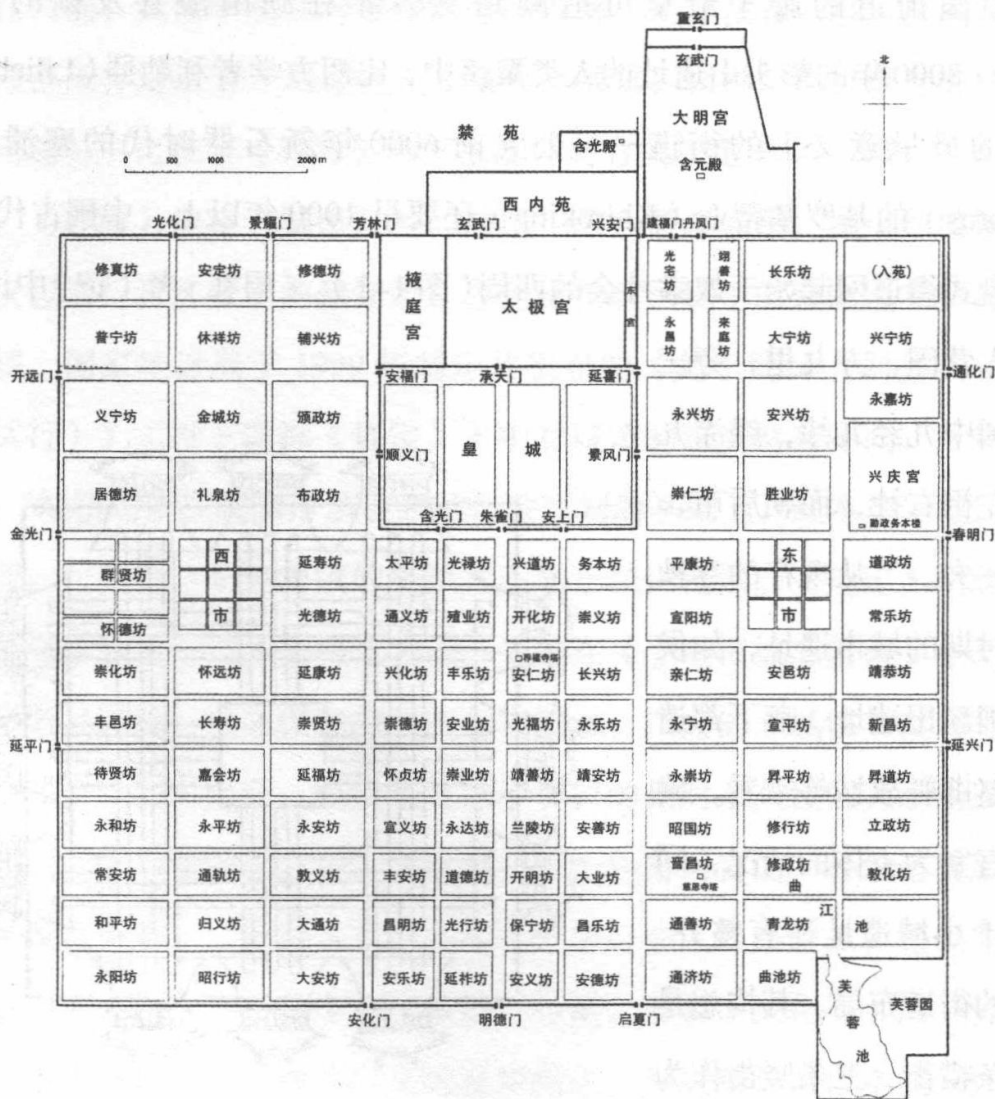 重玄门
玄武门
北
大明宫
禁苑
含光殿
含元殿
0 500 1000 2000 m
西内苑
光化门 景耀门 芳林门 玄武门 兴安门 建福门 丹凤门
修真坊 安定坊 修德坊 掖庭宫 太极宫 东宫 光宅坊 翊善坊 长乐坊 (入苑)
普宁坊 休祥坊 辅兴坊 永昌坊 来庭坊 大宁坊 兴宁坊
开远门 安福门 承天门 延喜门 通化门
永嘉坊
义宁坊 金城坊 颁政坊 永兴坊 安兴坊
顺义门 皇城 景风门
兴庆宫
居德坊 礼泉坊 布政坊 崇仁坊 胜业坊
含光门 朱雀门 安上门 勤政务本楼
金光门 春明门
群贤坊 西市 延寿坊 太平坊 光禄坊 兴道坊 务本坊 平康坊 东市 道政坊
怀德坊 光德坊 通义坊 殖业坊 开化坊 崇义坊 宣阳坊 常乐坊
荐福寺塔
崇化坊 怀远坊 延康坊 兴化坊 丰乐坊 安仁坊 长兴坊 亲仁坊 安邑坊 靖恭坊
丰邑坊 长寿坊 崇贤坊 崇德坊 安业坊 光福坊 永乐坊 永宁坊 宣平坊 新昌坊
延平门 延兴门
待贤坊 嘉会坊 延福坊 怀贞坊 崇业坊 靖善坊 靖安坊 永崇坊 昇平坊 昇道坊
永和坊 永平坊 永安坊 宣义坊 永达坊 兰陵坊 安善坊 昭国坊 修行坊 立政坊
常安坊 通轨坊 敦义坊 丰安坊 道德坊 开明坊 大业坊 晋昌坊 修政坊 敦化坊
慈恩寺塔
曲江池
和平坊 归义坊 大通坊 昌明坊 光行坊 保宁坊 昌乐坊 通善坊 青龙坊
永阳坊 昭行坊 大安坊 安乐坊 延祚坊 安义坊 安德坊 通济坊 曲池坊
芙蓉池
芙蓉园
安化门 明德门 启夏门